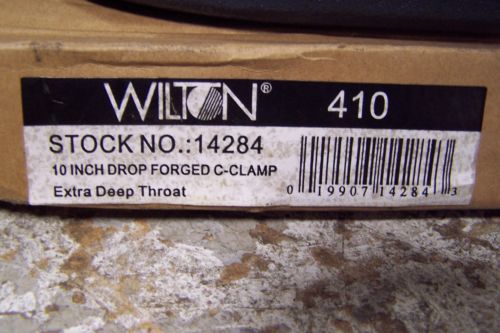 WILTON® 410
STOCK NO.:14284
10 INCH DROP FORGED C-CLAMP
Extra Deep Throat
0 19907 14284 3